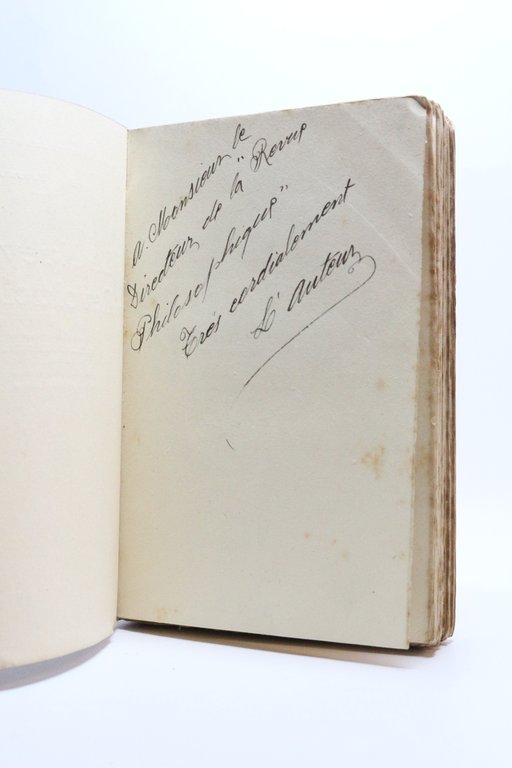 A Monsieur le
Directeur de la "Revue
Philosophique"
Très cordialement
L'Auteur